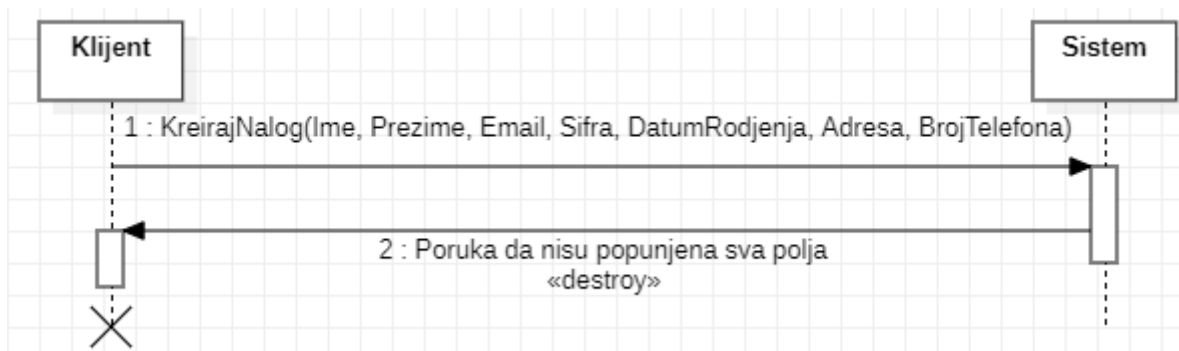 Klijent
Sistem
1 : KreirajNalog(Ime, Prezime, Email, Sifra, DatumRodjenja, Adresa, BrojTelefona)
2 : Poruka da nisu popunjena sva polja
«destroy»